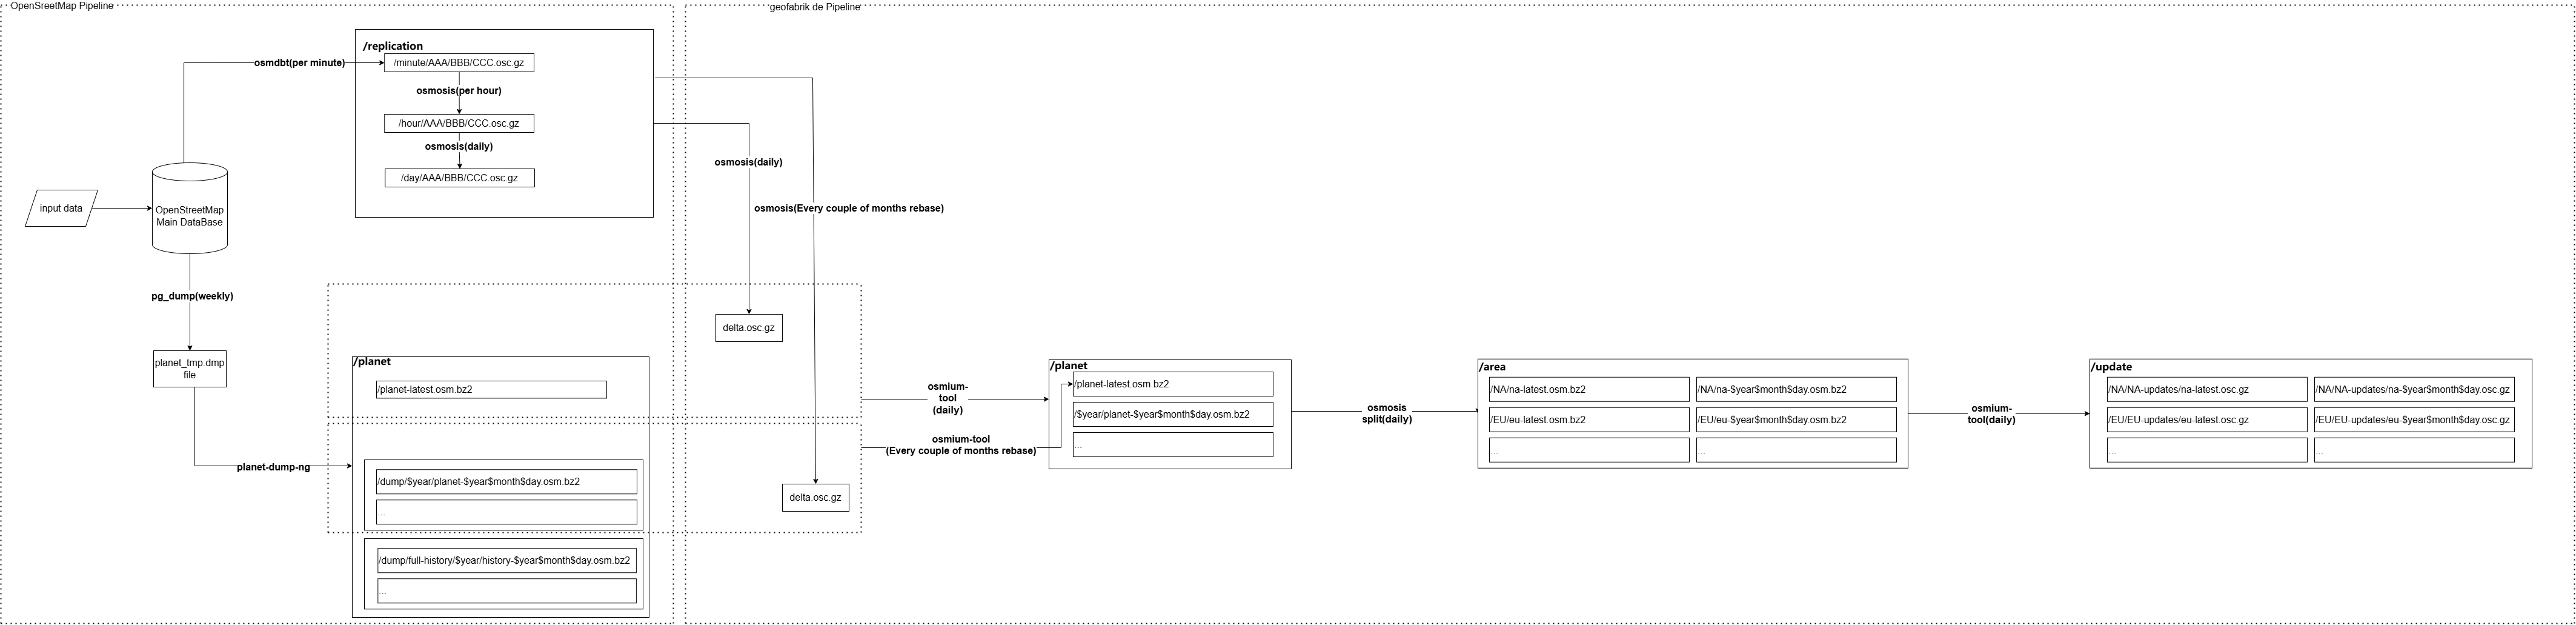 OpenSreetMap Pipeline
geofabrik.de Pipeline
/replication
osmdbt(per minute)
/minute/AAA/BBB/CCC.osc.gz
osmosis(per hour)
/hour/AAA/BBB/CCC.osc.gz
osmosis(daily)
/day/AAA/BBB/CCC.osc.gz
input data
OpenStreetMap
Main DataBase
osmosis(daily)
osmosis(Every couple of months rebase)
pg_dump(weekly)
delta.osc.gz
planet_tmp.dmp
file
/planet
/planet-latest.osm.bz2
planet-dump-ng
/dump/$year/planet-$year$month$day.osm.bz2
...
/dump/full-history/$year/history-$year$month$day.osm.bz2
...
delta.osc.gz
osmium-
tool
(daily)
osmium-tool
(Every couple of months rebase)
/planet
/planet-latest.osm.bz2
/$year/planet-$year$month$day.osm.bz2
...
osmosis
split(daily)
/area
/NA/na-latest.osm.bz2
/NA/na-$year$month$day.osm.bz2
/EU/eu-latest.osm.bz2
/EU/eu-$year$month$day.osm.bz2
...
...
osmium-
tool(daily)
/update
/NA/NA-updates/na-latest.osc.gz
/NA/NA-updates/na-$year$month$day.osc.gz
/EU/EU-updates/eu-latest.osc.gz
/EU/EU-updates/eu-$year$month$day.osc.gz
...
...